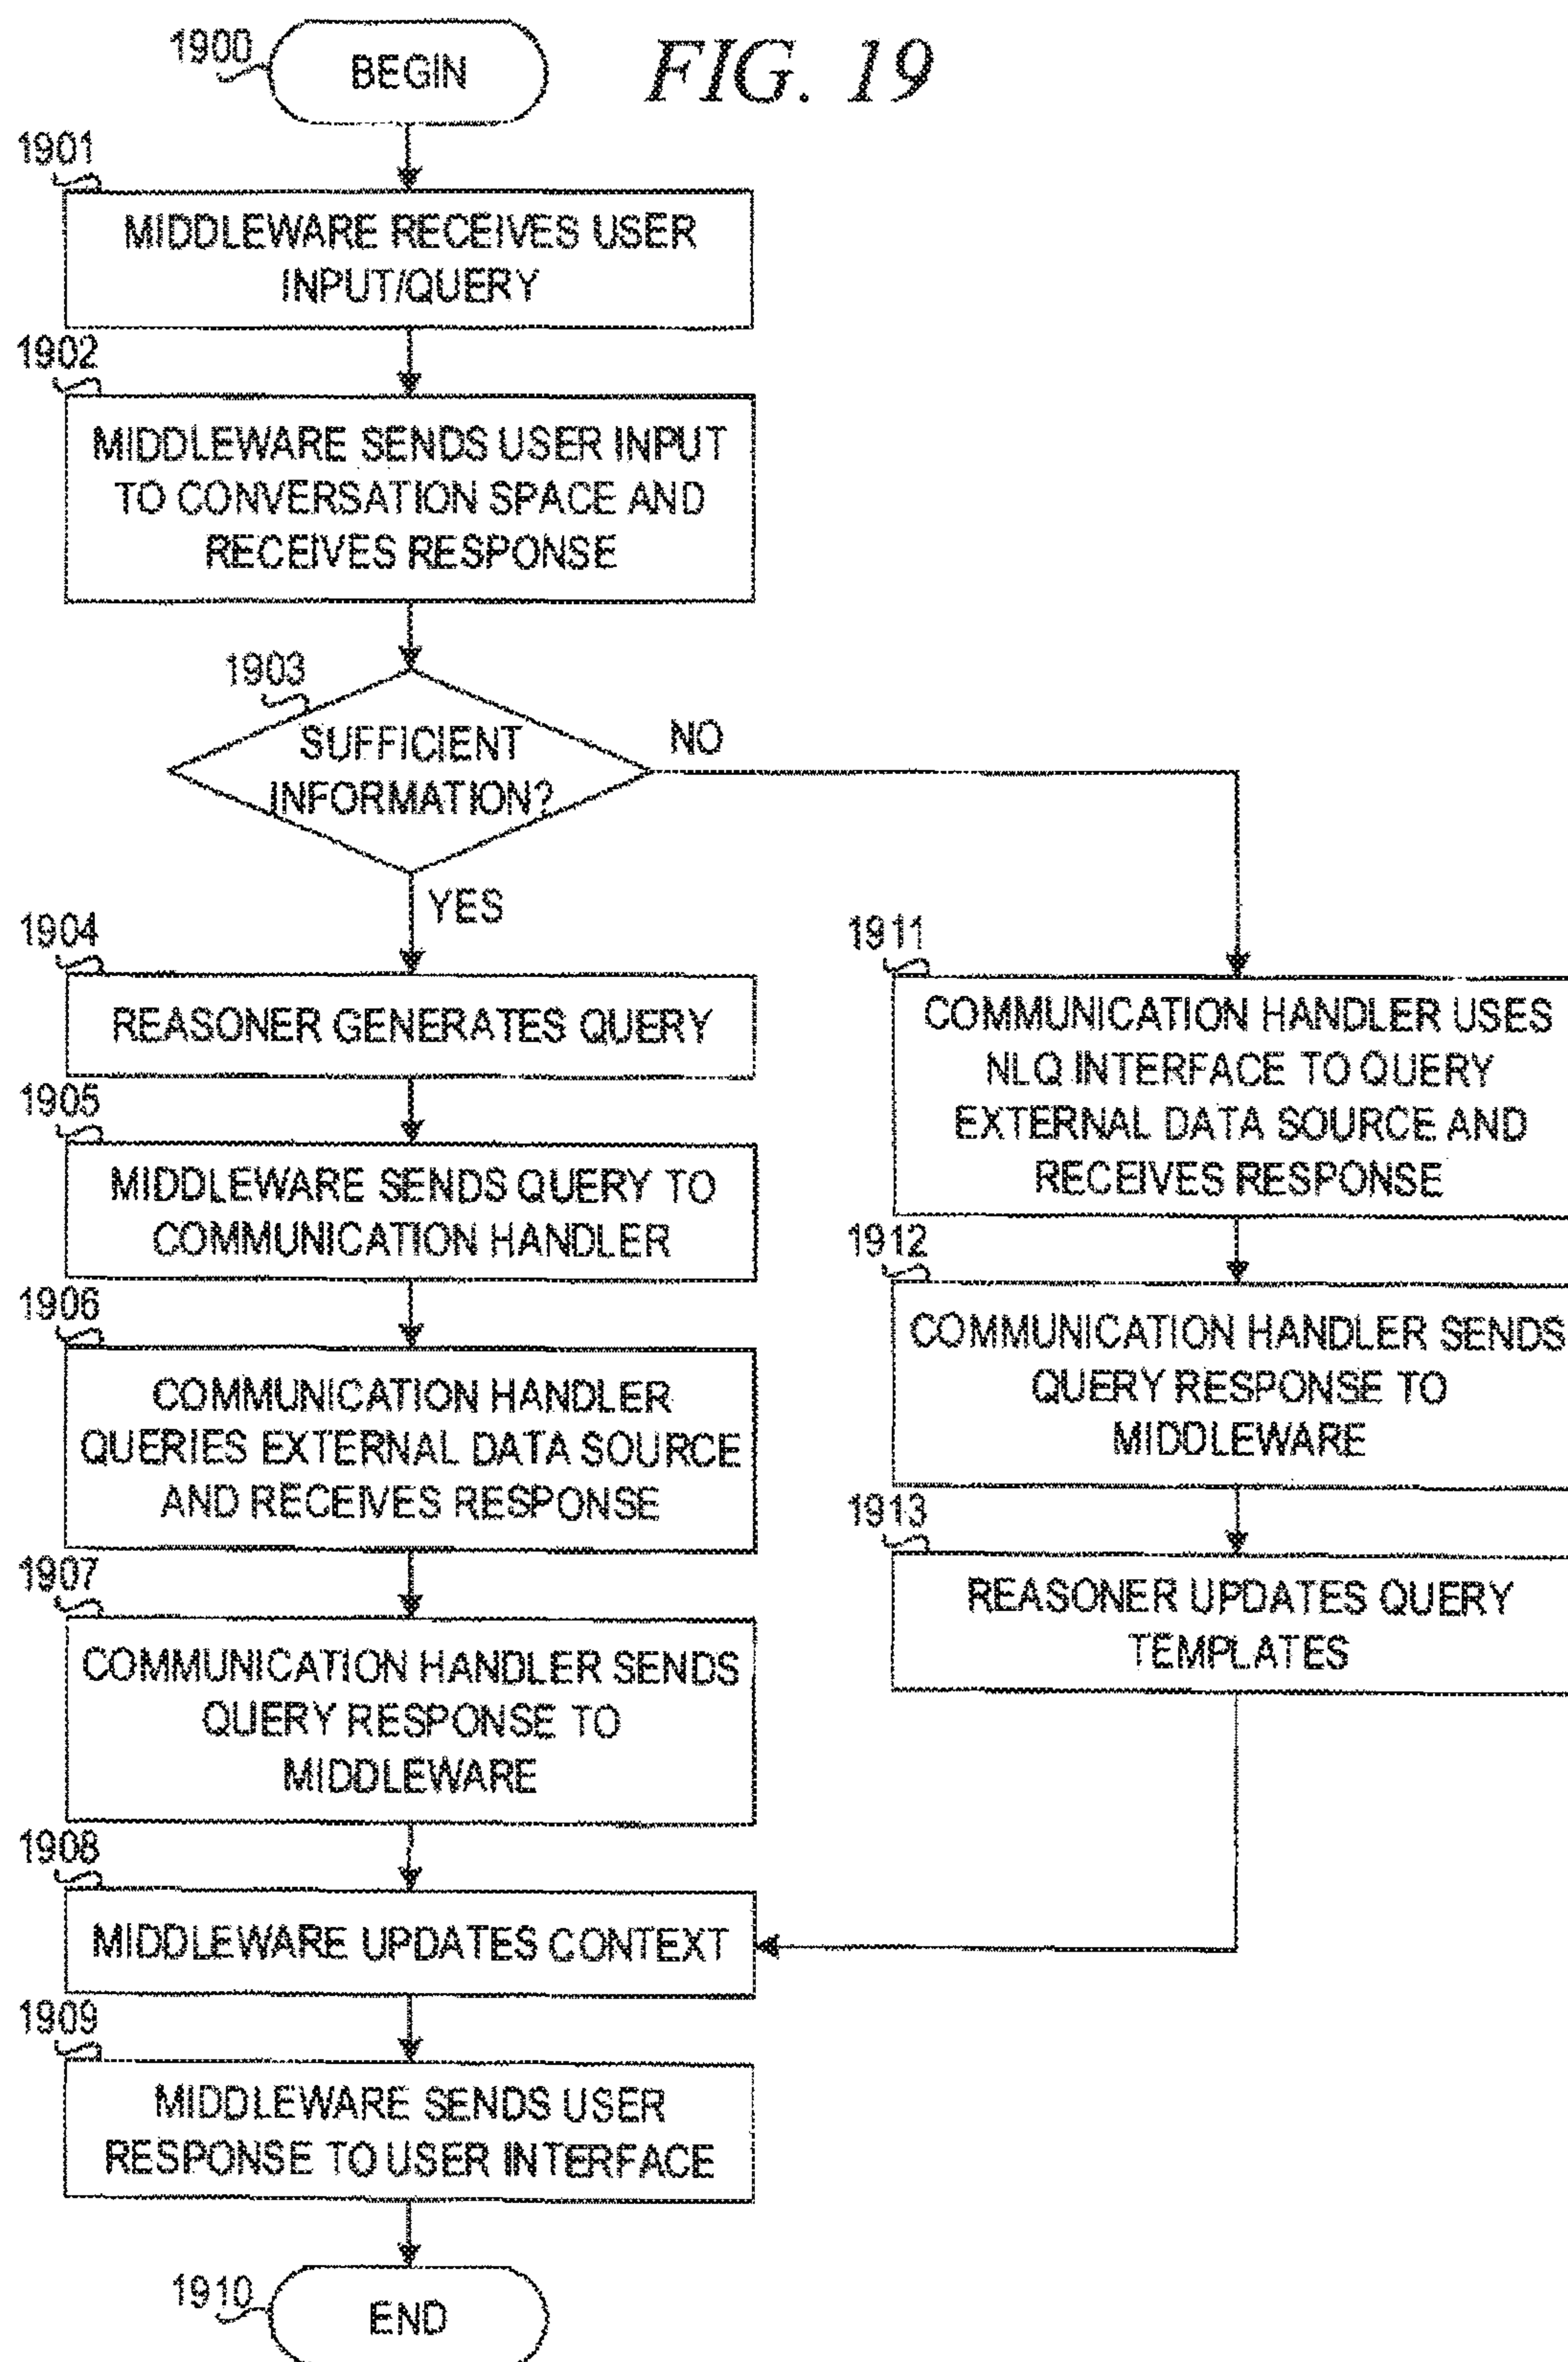 1900
BEGIN
FIG. 19
1901
MIDDLEWARE RECEIVES USER
INPUT/QUERY
1902
MIDDLEWARE SENDS USER INPUT
TO CONVERSATION SPACE AND
RECEIVES RESPONSE
1903
SUFFICIENT
INFORMATION?
NO
YES
1904
REASONER GENERATES QUERY
1905
MIDDLEWARE SENDS QUERY TO
COMMUNICATION HANDLER
1906
COMMUNICATION HANDLER
QUERIES EXTERNAL DATA SOURCE
AND RECEIVES RESPONSE
1907
COMMUNICATION HANDLER SENDS
QUERY RESPONSE TO
MIDDLEWARE
1911
COMMUNICATION HANDLER USES
NLQ INTERFACE TO QUERY
EXTERNAL DATA SOURCE AND
RECEIVES RESPONSE
1912
COMMUNICATION HANDLER SENDS
QUERY RESPONSE TO
MIDDLEWARE
1913
REASONER UPDATES QUERY
TEMPLATES
1908
MIDDLEWARE UPDATES CONTEXT
1909
MIDDLEWARE SENDS USER
RESPONSE TO USER INTERFACE
1910
END